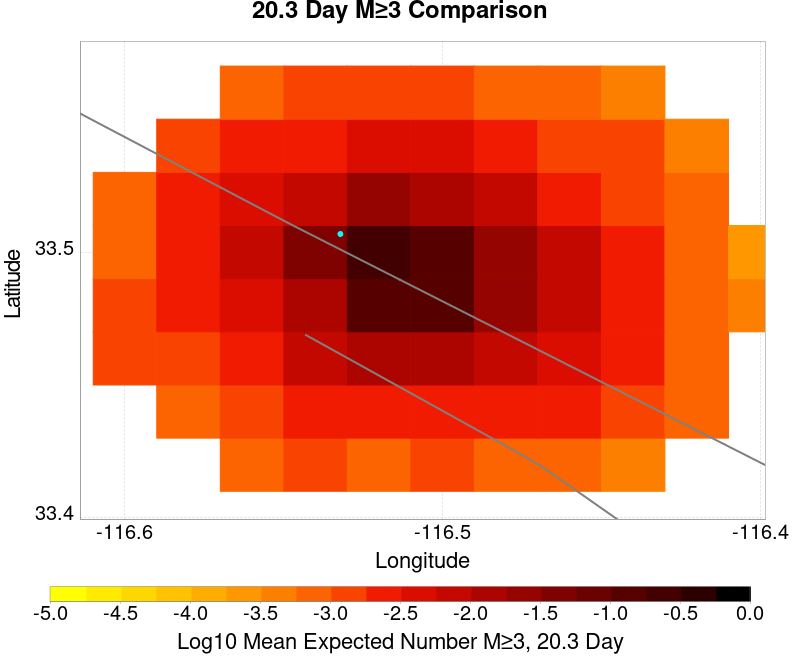 20.3 Day M≥3 Comparison
Latitude
33.5
33.4
-116.6 -116.5 -116.4
Longitude
-5.0 -4.5 -4.0 -3.5 -3.0 -2.5 -2.0 -1.5 -1.0 -0.5 0.0
Log10 Mean Expected Number M≥3, 20.3 Day